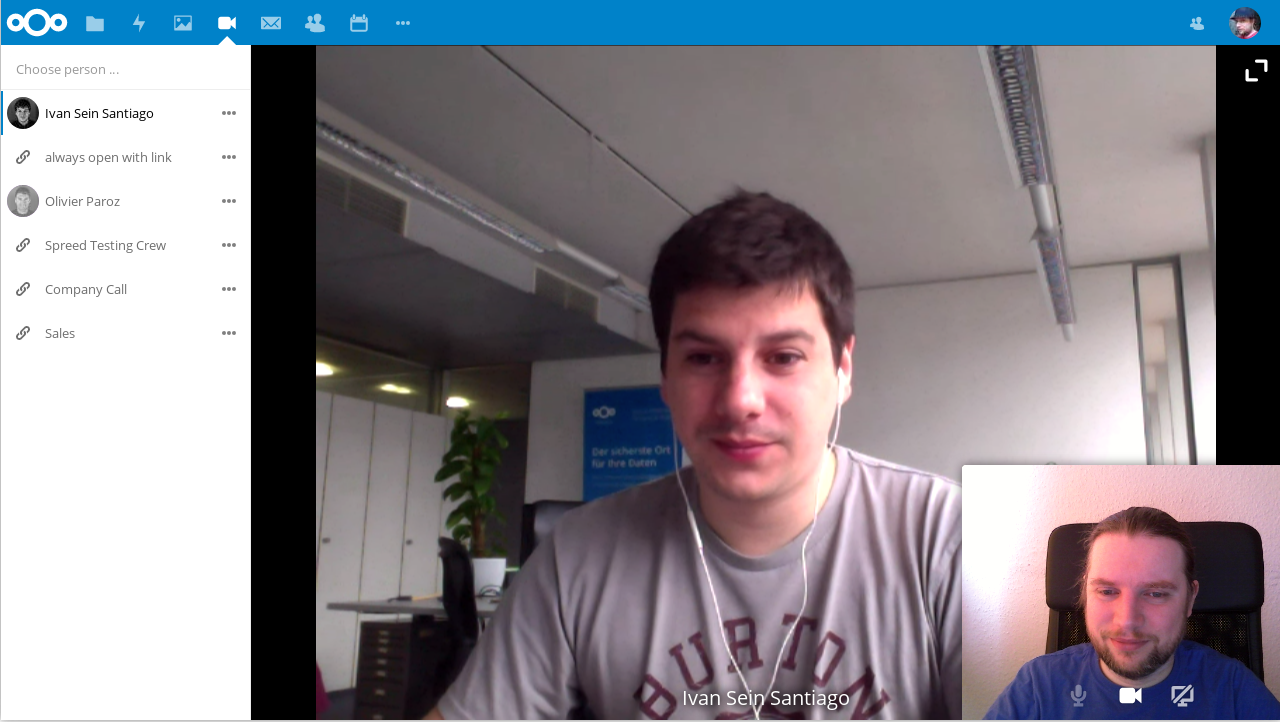 Choose person ...
Ivan Sein Santiago
always open with link
Olivier Paroz
Spreed Testing Crew
Company Call
Sales
Der sicherste Ort
für Ihre Daten
BURTON
Ivan Sein Santiago